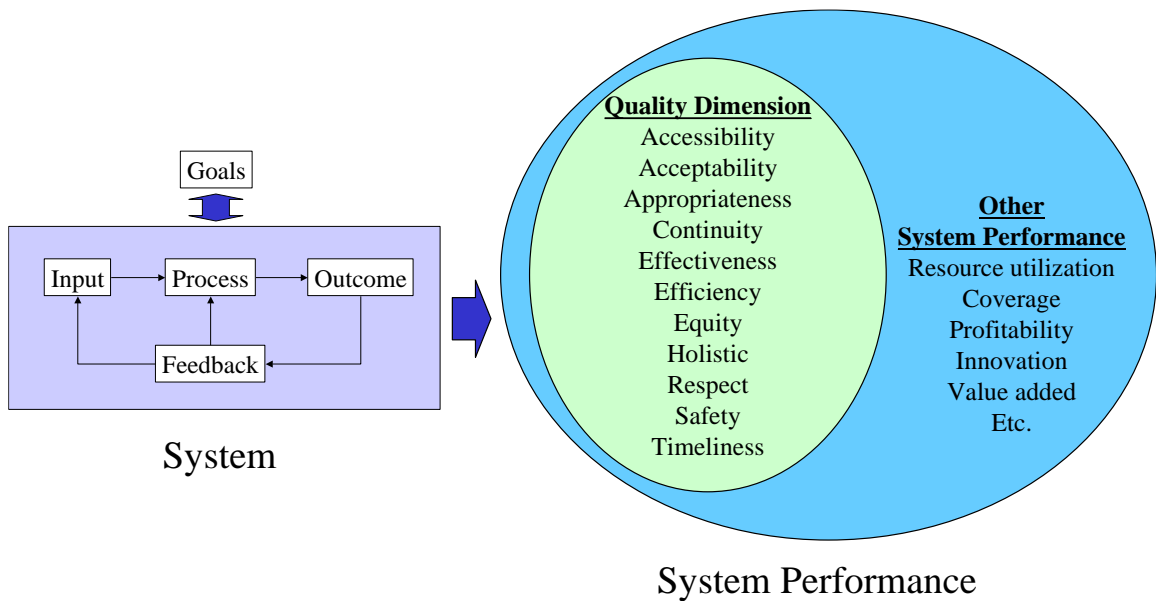 Goals
Input
Process
Outcome
Feedback
System
Quality Dimension
Accessibility
Acceptability
Appropriateness
Continuity
Effectiveness
Efficiency
Equity
Holistic
Respect
Safety
Timeliness
Other
System Performance
Resource utilization
Coverage
Profitability
Innovation
Value added
Etc.
System Performance